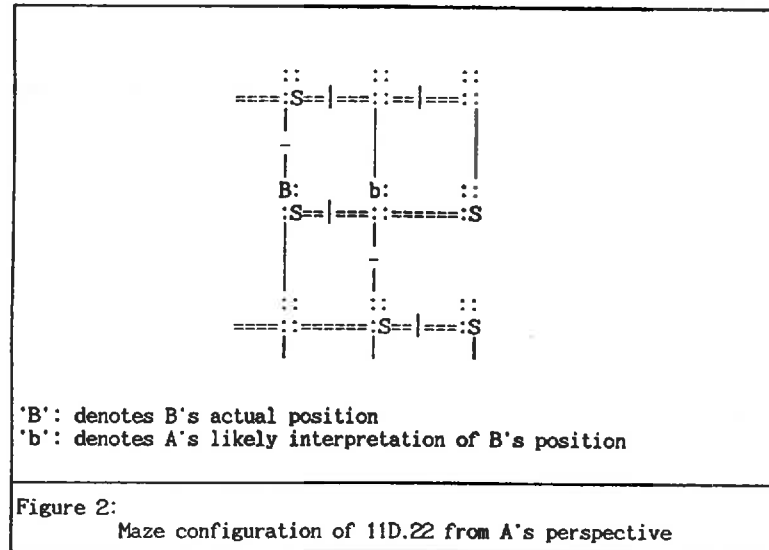 :: :: ::
====:S==|===::==|===::
| | |
- | |
B: b: ::
:S==|===::======:S
| |
| -
:: :: ::
====::======:S==|===:S
| | |
'B': denotes B's actual position
'b': denotes A's likely interpretation of B's position
Figure 2:
Maze configuration of 11D.22 from A's perspective